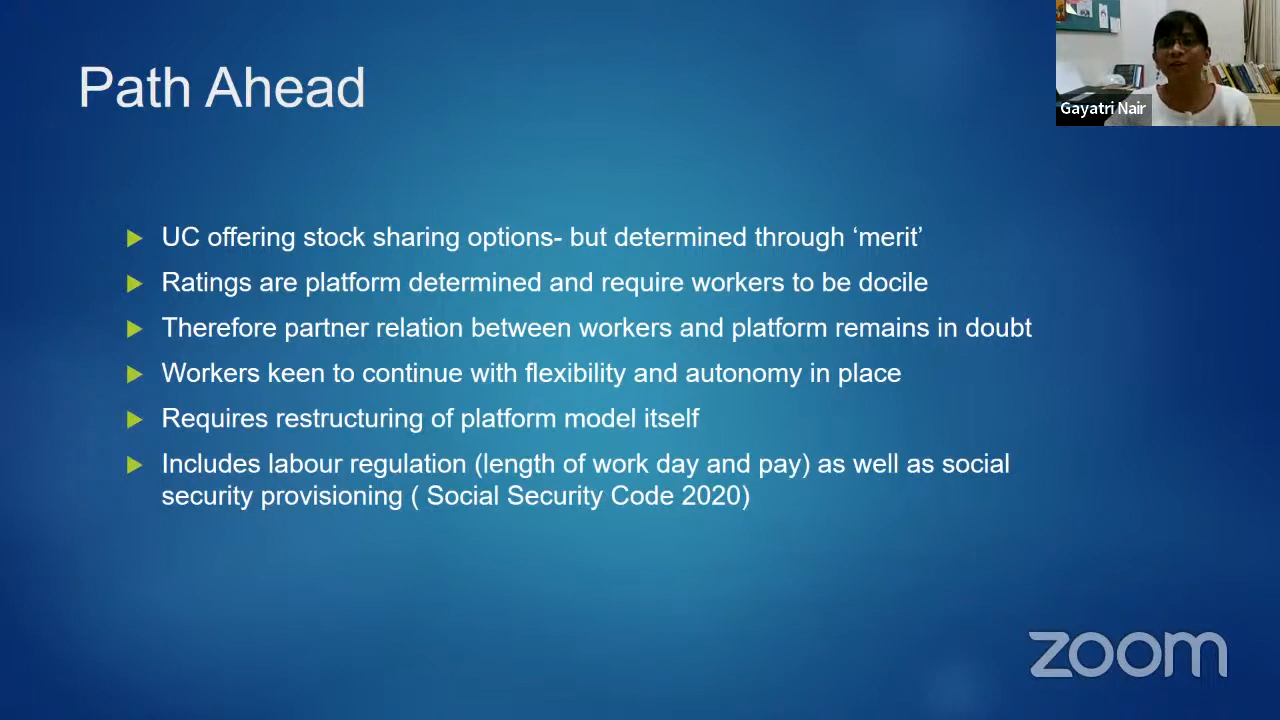 Path Ahead
Gayatri Nair
UC offering stock sharing options- but determined through ‘merit’
Ratings are platform determined and require workers to be docile
Therefore partner relation between workers and platform remains in doubt
Workers keen to continue with flexibility and autonomy in place
Requires restructuring of platform model itself
Includes labour regulation (length of work day and pay) as well as social
security provisioning ( Social Security Code 2020)
zoom